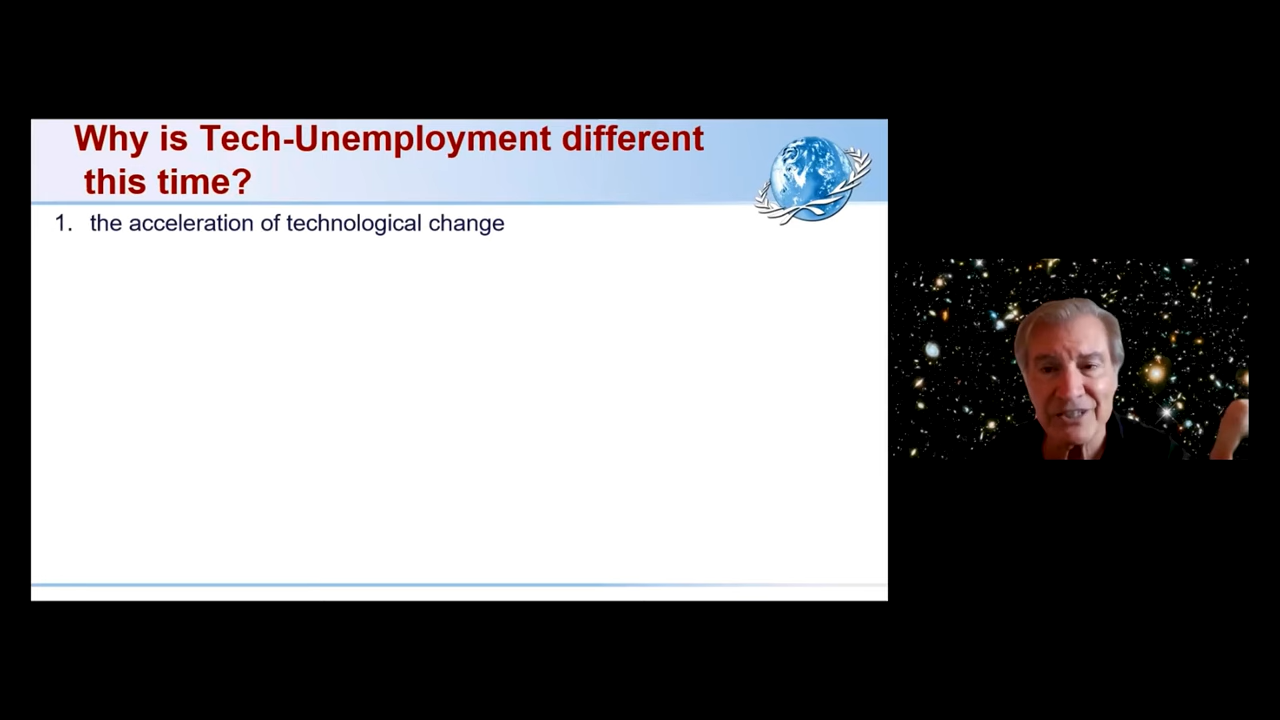 Why is Tech-Unemployment different
this time?
1. the acceleration of technological change